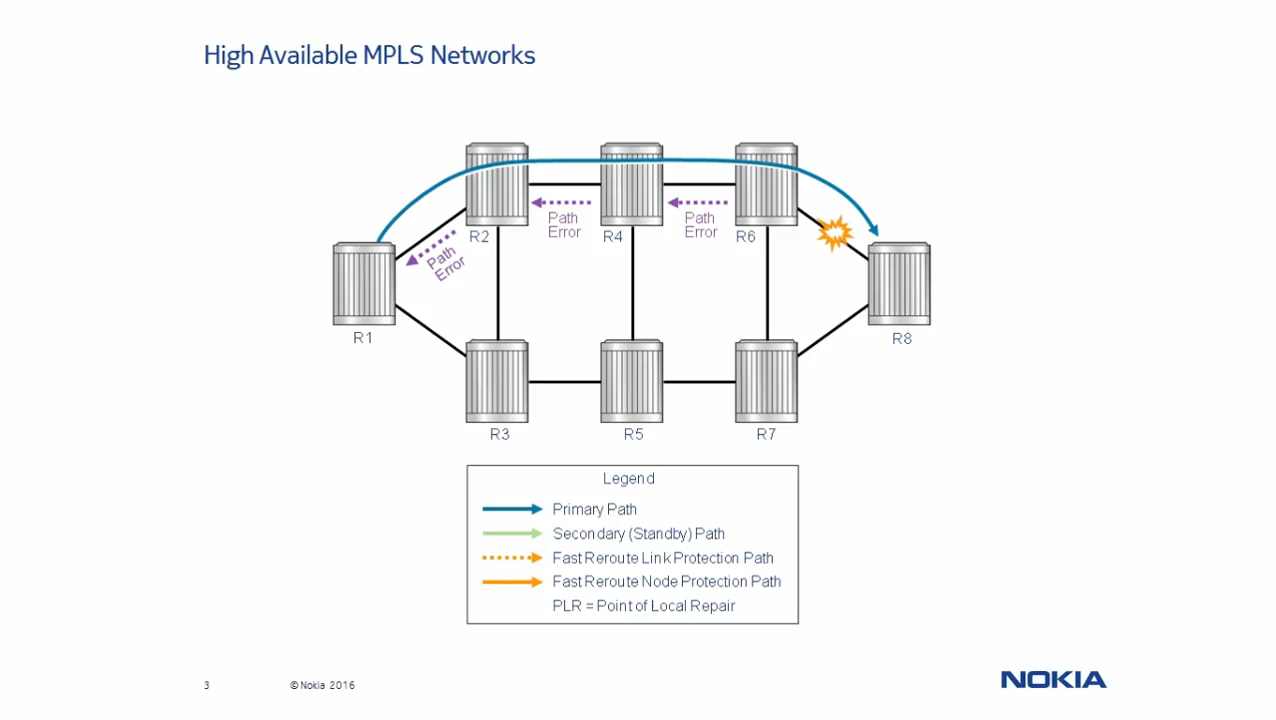 High Available MPLS Networks
Path
Error
Path
Error
R2
R4
R6
Path
Error
R1
R8
R3
R5
R7
Legend
Primary Path
Secondary (Standby) Path
Fast Reroute Link Protection Path
Fast Reroute Node Protection Path
PLR = Point of Local Repair
3
© Nokia 2016
NOKIA